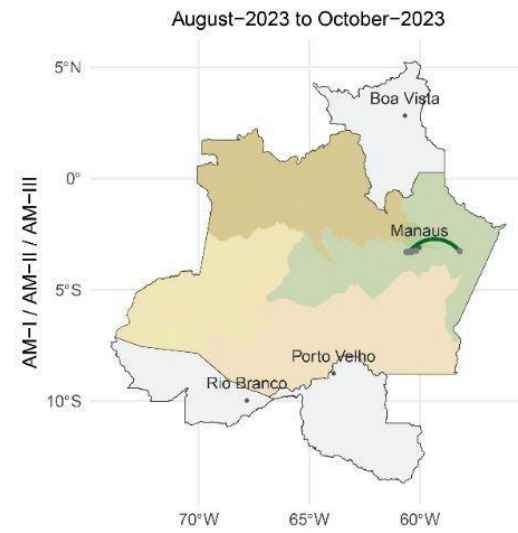 August−2023 to October−2023
5°N
Boa Vista
0°
Manaus
AM−I / AM−II / AM−III
5°S
Porto Velho
Rio Branco
10°S
70°W 65°W 60°W